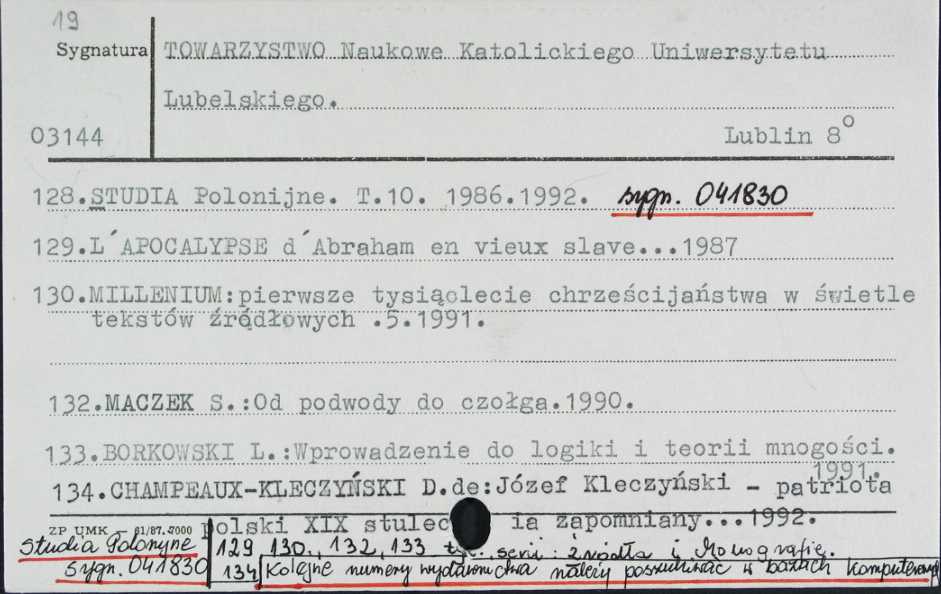 19
Sygnatura TOWARZYSTWO Naukowe Katolickiego Uniwersytetu
Lubelskiego.
03144 Lublin 8°
128.STUDIA Polonijne. T.10. 1986.1992. sygn. 041830
129.L´APOCALYPSE d´Abraham en vieux slave...1987
130.MILLENIUM:pierwsze tysiąclecie chrześcijaństwa w świetle
tekstów źródłowych .5.1991.
132.MACZEK S.:Od podwody do czołga.1990.
133.BORKOWSKI L.:Wprowadzenie do logiki i teorii mnogości.
1991.
134.CHAMPEAUX-KLECZYŃSKI D.de:Józef Kleczyński - patriota
polski XIX stulec ia zapomniany...1992.
ZP UMK — 61/87.5000
Studia Polonijne 129 130., 132, 133 serii: Źródła i Monografie.
sygn. 041830 134 Kolejne numery wydawnictwa należy poszukiwać w bazach komputerowych